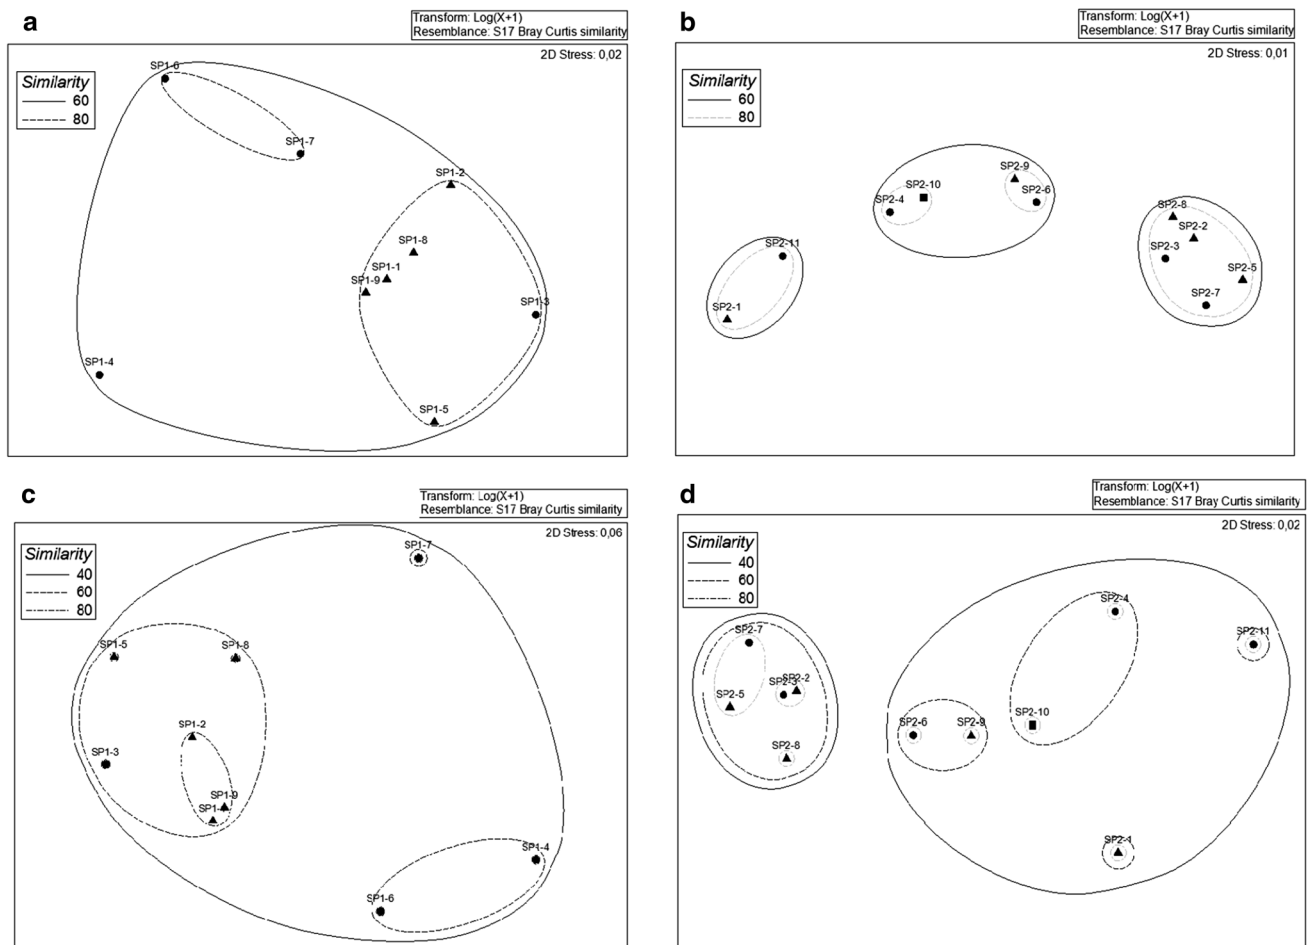 a
Transform: Log(X+1)
Resemblance: S17 Bray Curtis similarity
2D Stress: 0,02
Similarity
60
80
SP1-6
SP1-7
SP1-2
SP1-8
SP1-1
SP1-9
SP1-3
SP1-4
SP1-5
b
Transform: Log(X+1)
Resemblance: S17 Bray Curtis similarity
2D Stress: 0,01
Similarity
60
80
SP2-9
SP2-10
SP2-6
SP2-4
SP2-8
SP2-2
SP2-11
SP2-3
SP2-5
SP2-7
SP2-1
c
Transform: Log(X+1)
Resemblance: S17 Bray Curtis similarity
2D Stress: 0,06
Similarity
40
60
80
SP1-7
SP1-5
SP1-8
SP1-2
SP1-3
SP1-9
SP1-4
SP1-6
d
Transform: Log(X+1)
Resemblance: S17 Bray Curtis similarity
2D Stress: 0,02
Similarity
40
60
80
SP2-4
SP2-7
SP2-11
SP2-3
SP2-2
SP2-5
SP2-10
SP2-6
SP2-9
SP2-8
SP2-1